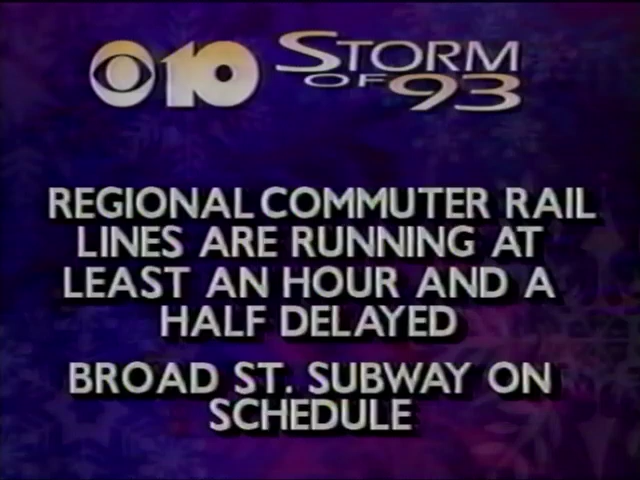 10 STORM
OF 93
REGIONAL COMMUTER RAIL
LINES ARE RUNNING AT
LEAST AN HOUR AND A
HALF DELAYED
BROAD ST. SUBWAY ON
SCHEDULE